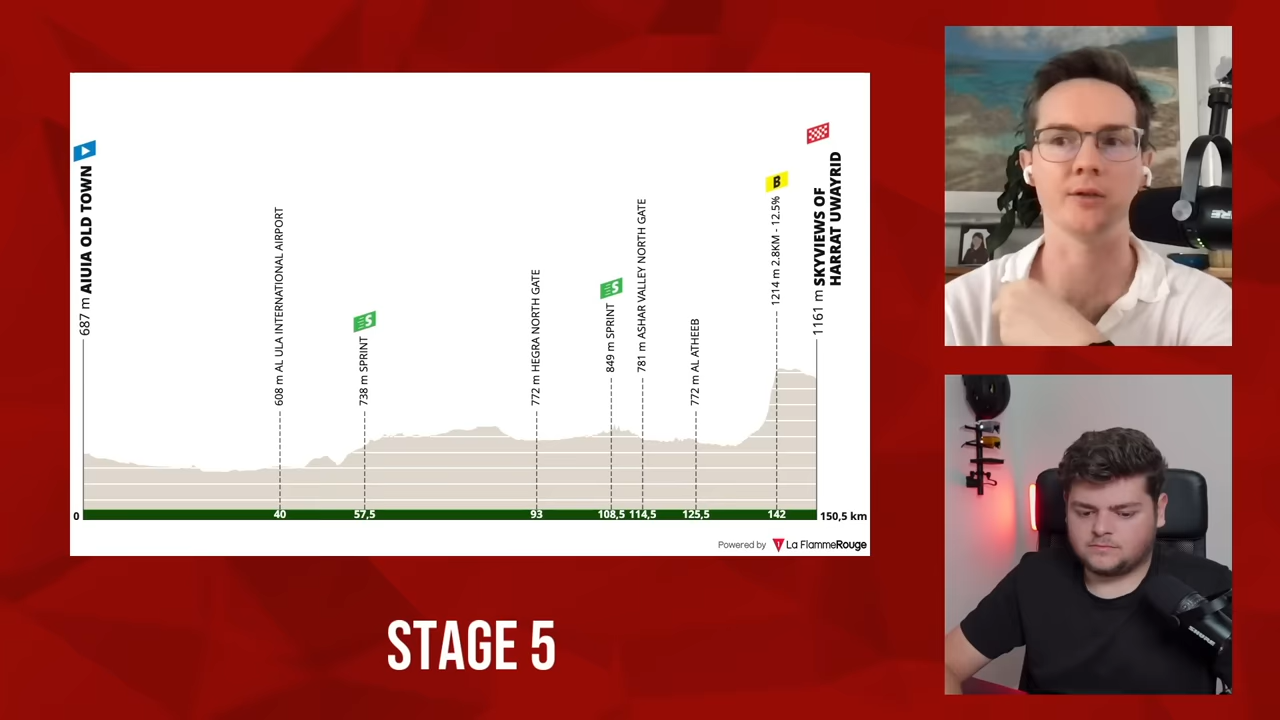 687 m AlUlA OLD TOWN
608 m AL ULA INTERNATIONAL AIRPORT
738 m SPRINT
S
772 m HEGRA NORTH GATE
849 m SPRINT
S
781 m ASHAR VALLEY NORTH GATE
772 m AL ATHEEB
1214 m 2.8KM - 12.5%
B
1161 m SKYVIEWS OF
HARRAT UWAYRID
0 40 57,5 93 108,5 114,5 125,5 142 150,5 km
Powered by La FlammeRouge
STAGE 5
SHURE